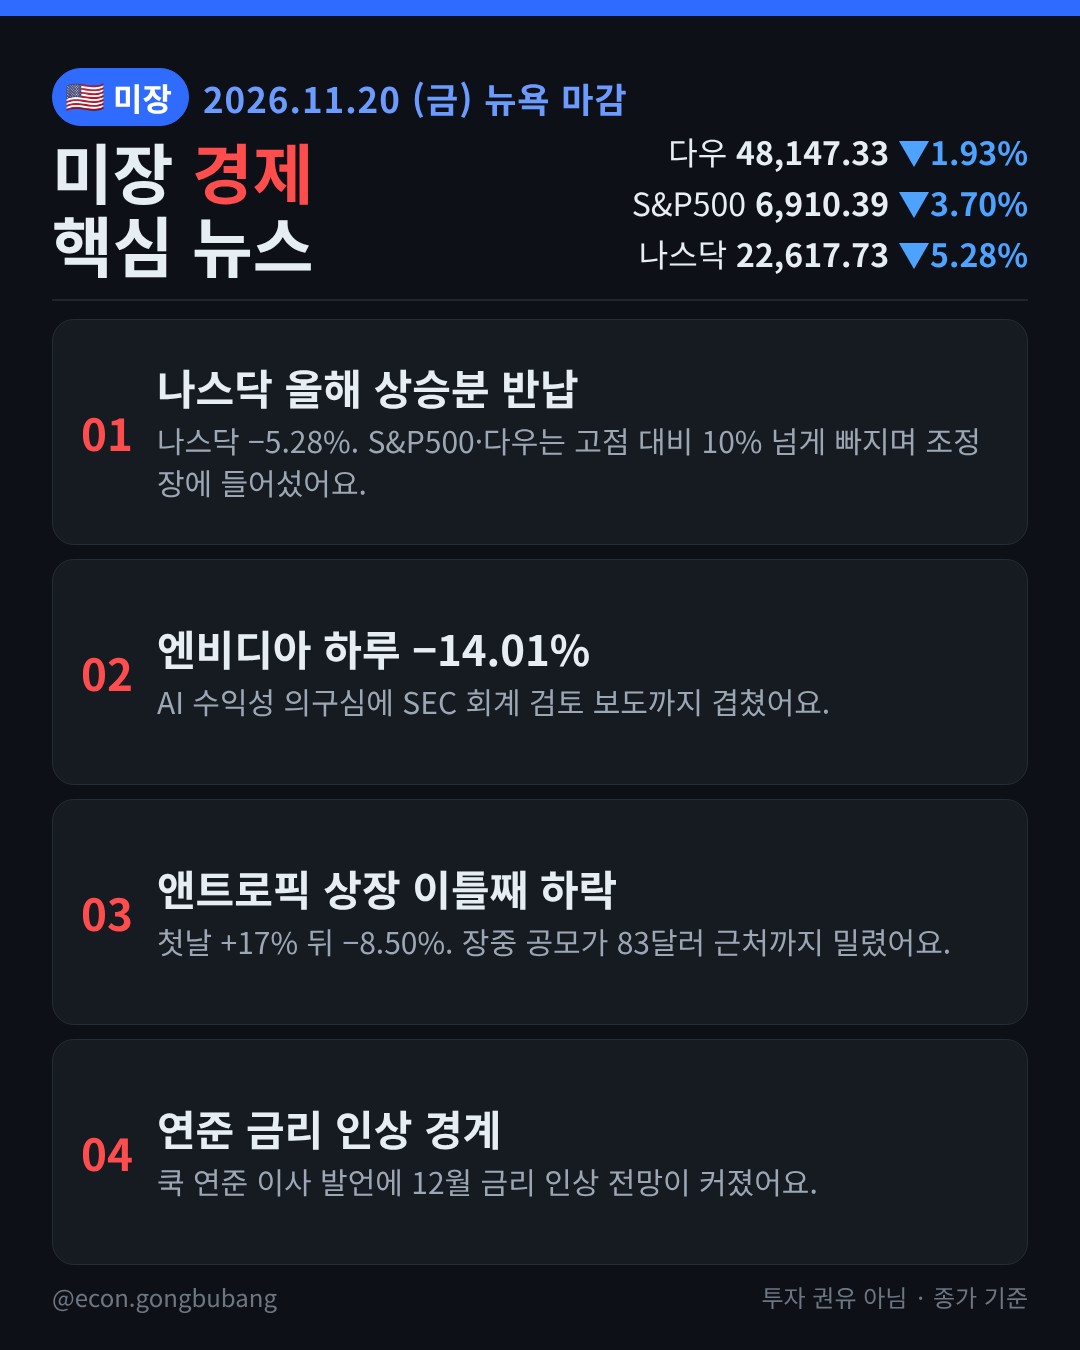 🇺🇸 미장 2026.11.20 (금) 뉴욕 마감
미장 경제
핵심 뉴스
다우 48,147.33 ▼1.93%
S&P500 6,910.39 ▼3.70%
나스닥 22,617.73 ▼5.28%
01
나스닥 올해 상승분 반납
나스닥 −5.28%. S&P500·다우는 고점 대비 10% 넘게 빠지며 조정
장에 들어섰어요.
02
엔비디아 하루 −14.01%
AI 수익성 의구심에 SEC 회계 검토 보도까지 겹쳤어요.
03
앤트로픽 상장 이틀째 하락
첫날 +17% 뒤 −8.50%. 장중 공모가 83달러 근처까지 밀렸어요.
04
연준 금리 인상 경계
쿡 연준 이사 발언에 12월 금리 인상 전망이 커졌어요.
@econ.gongbubang
투자 권유 아님 · 종가 기준